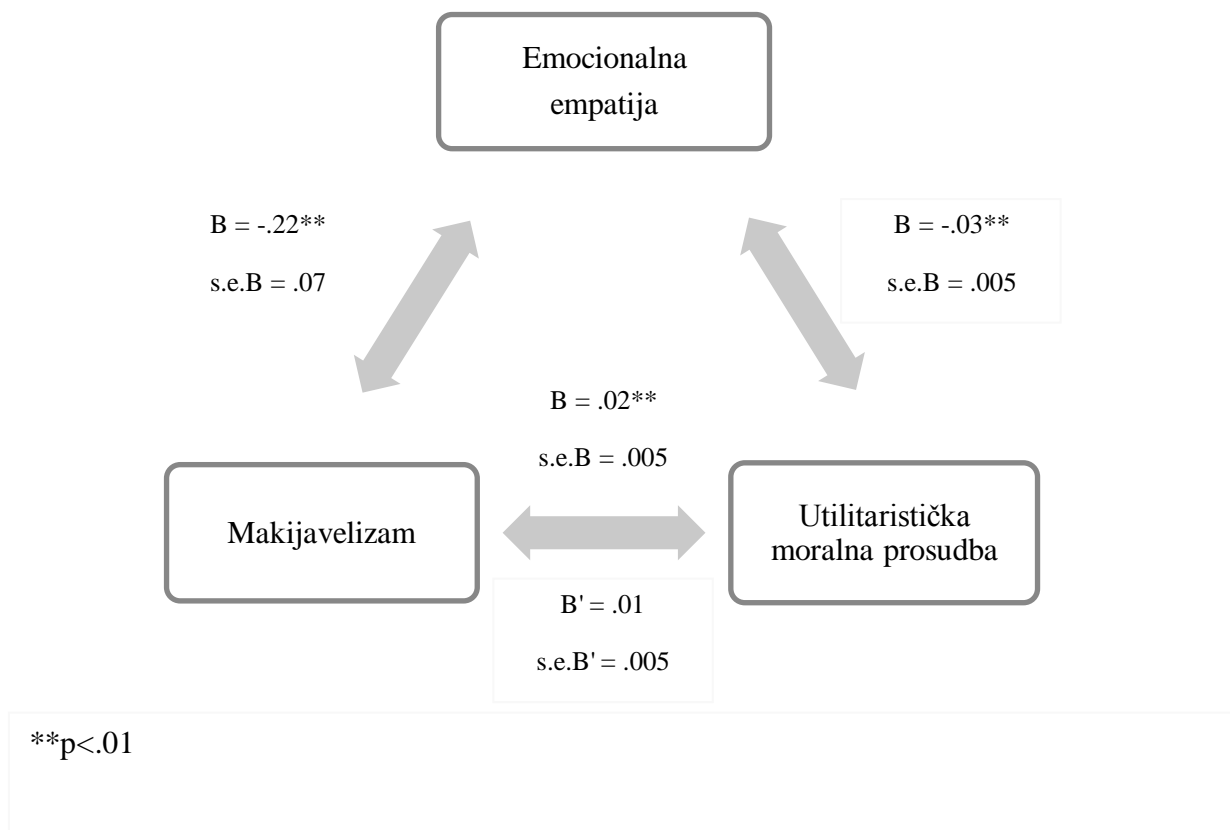 Emocionalna
empatija
B = -.22**
s.e.B = .07
B = -.03**
s.e.B = .005
B = .02**
s.e.B = .005
Makijavelizam
Utilitaristička
moralna prosudba
B' = .01
s.e.B' = .005
**p<.01